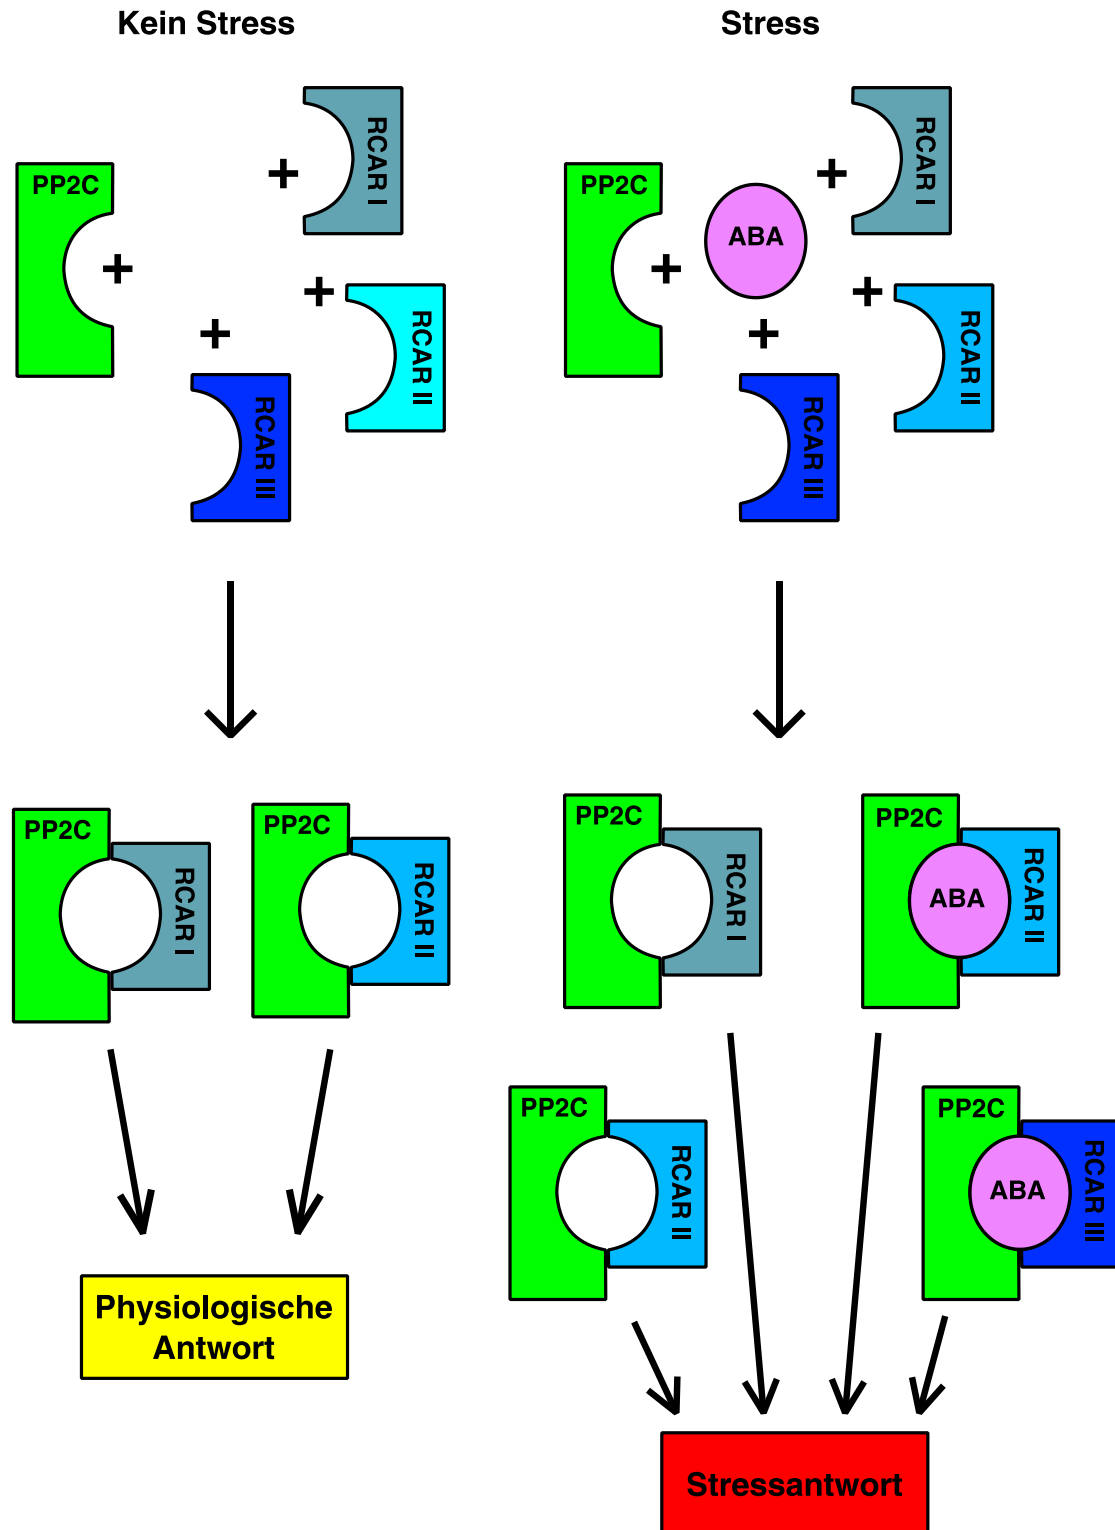 Kein Stress
Stress
RCAR I
PP2C
RCAR II
RCAR III
RCAR I
PP2C
ABA
RCAR II
RCAR III
PP2C
RCAR I
PP2C
RCAR II
PP2C
RCAR I
PP2C
ABA
RCAR II
PP2C
RCAR II
PP2C
ABA
RCAR III
Physiologische
Antwort
Stressantwort